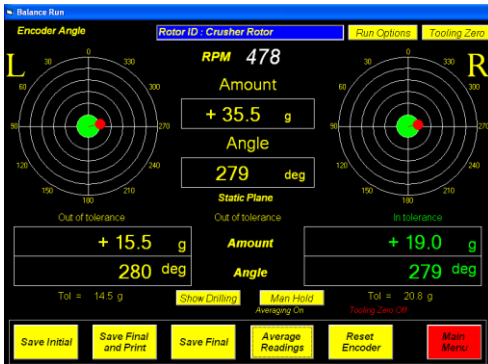 Balance Run
Encoder Angle
Rotor ID : Crusher Rotor
Run Options
Tooling Zero
L
RPM 478
R
0
30
330
60
90
270
120
240
150
210
180
Amount
+ 35.5 g
Angle
279 deg
Static Plane
0
30
330
60
90
270
120
240
150
210
180
Out of tolerance
Out of tolerance
In tolerance
+ 15.5 g
Amount
+ 19.0 g
280 deg
Angle
279 deg
Tol = 14.5 g
Show Drilling
Man Hold
Tol = 20.8 g
Averaging On
Tooling Zero Off
Save Initial
Save Final
and Print
Save Final
Average
Readings
Reset
Encoder
Main
Menu